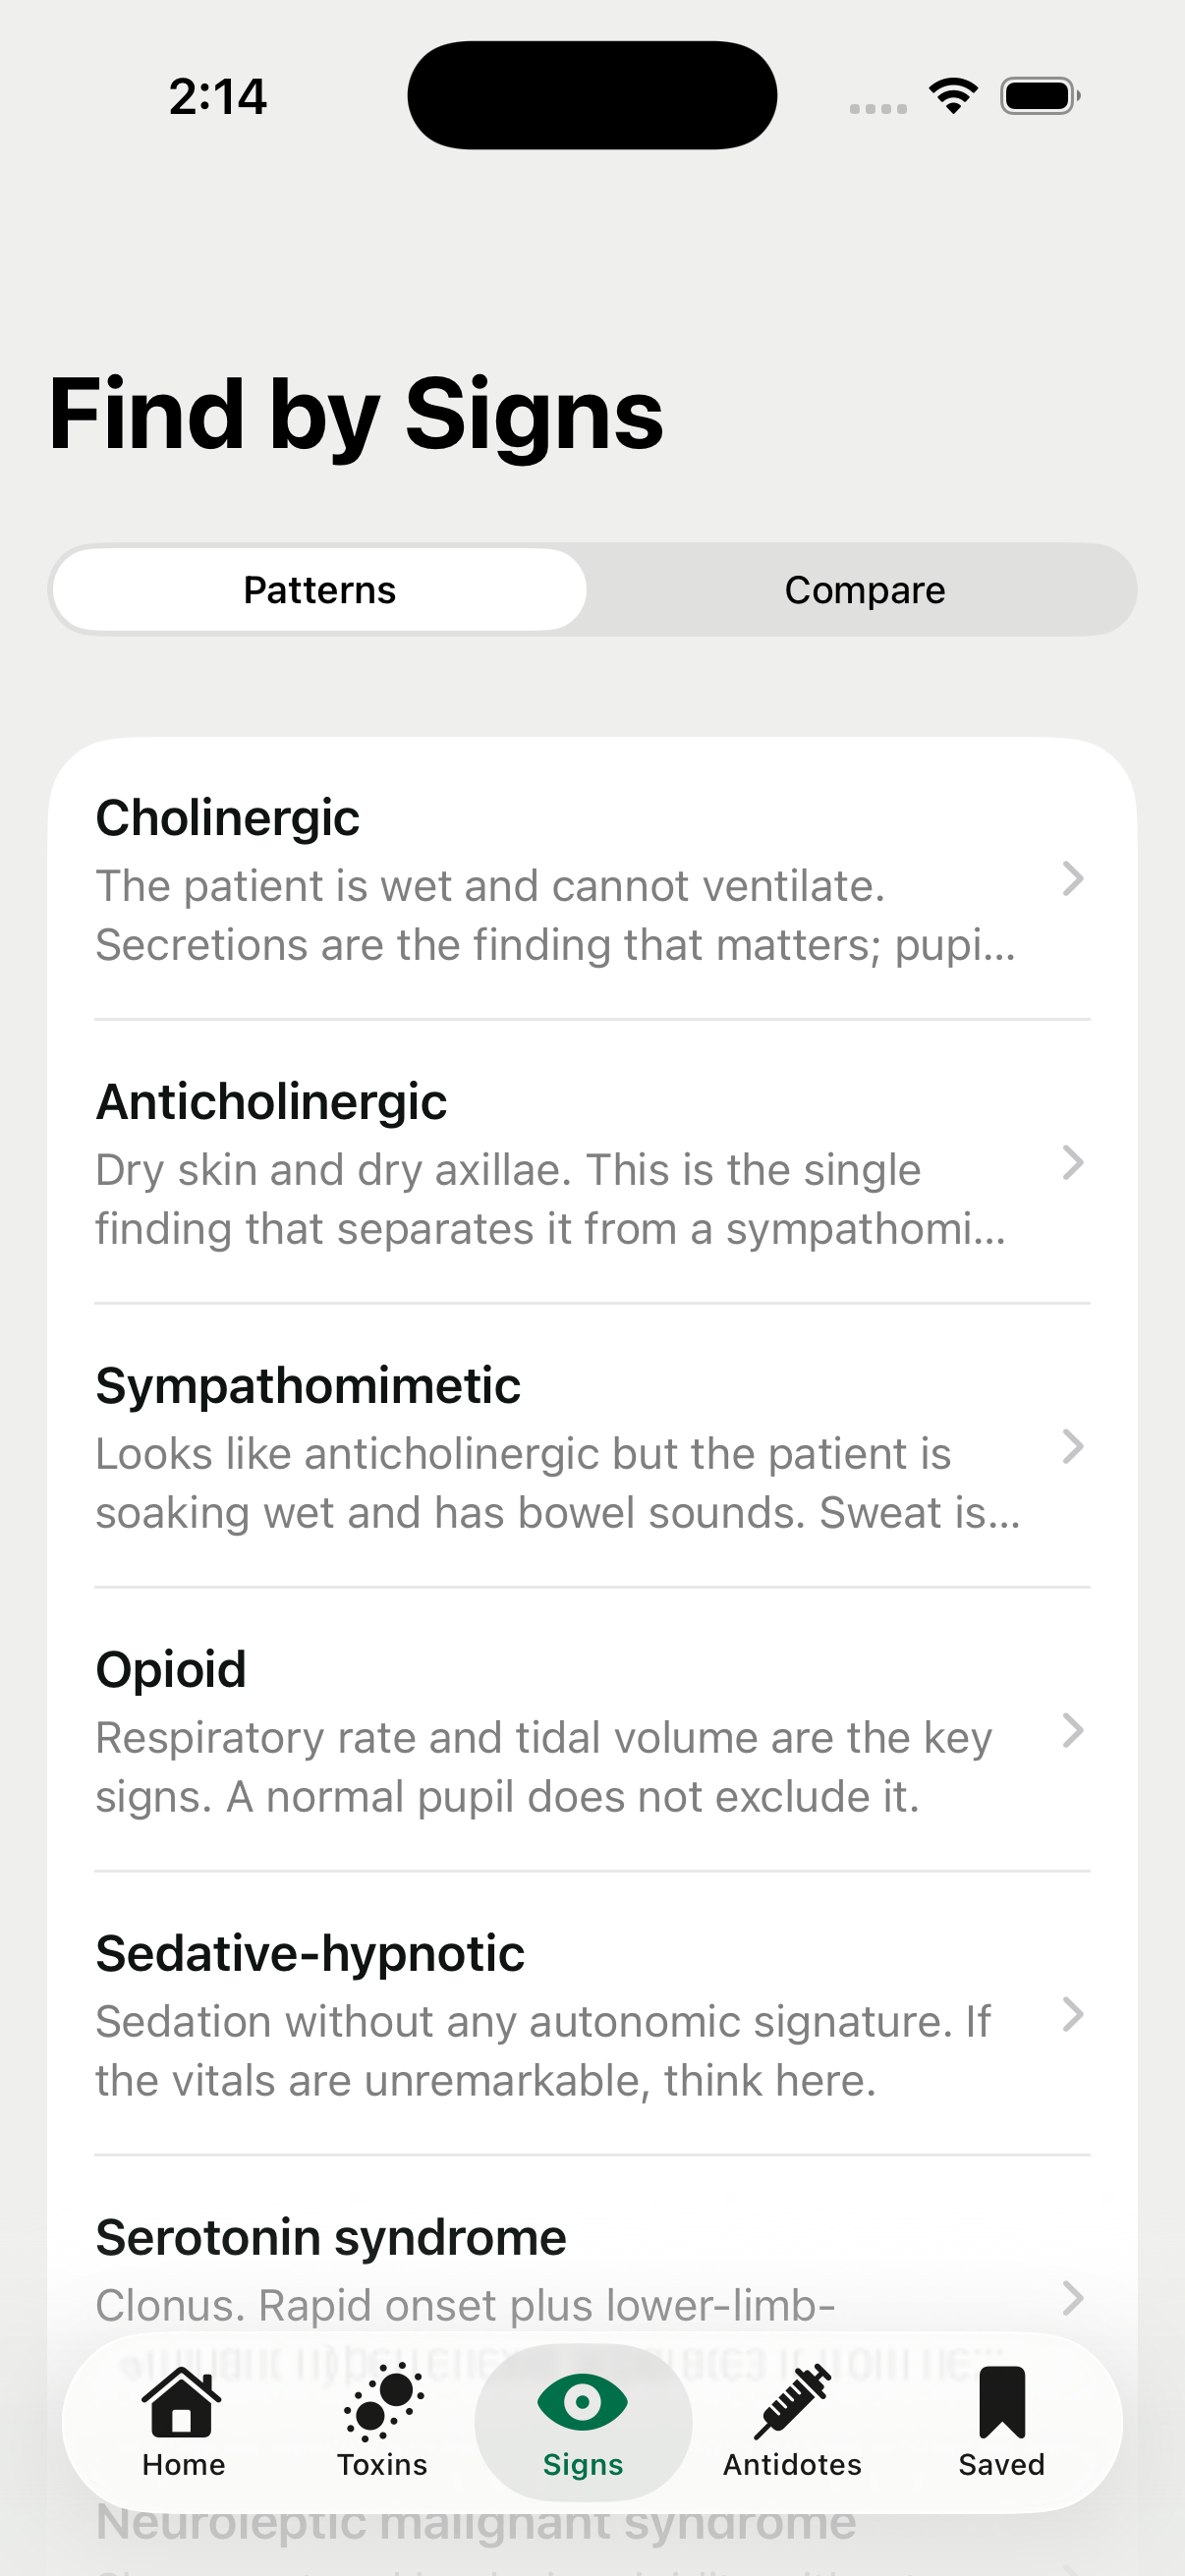 2:14
Find by Signs
Patterns
Compare
Cholinergic
The patient is wet and cannot ventilate.
Secretions are the finding that matters; pupi...
Anticholinergic
Dry skin and dry axillae. This is the single
finding that separates it from a sympathomi...
Sympathomimetic
Looks like anticholinergic but the patient is
soaking wet and has bowel sounds. Sweat is...
Opioid
Respiratory rate and tidal volume are the key
signs. A normal pupil does not exclude it.
Sedative-hypnotic
Sedation without any autonomic signature. If
the vitals are unremarkable, think here.
Serotonin syndrome
Clonus. Rapid onset plus lower-limb-
Home
Toxins
Signs
Antidotes
Saved
Neuroleptic malignant syndrome